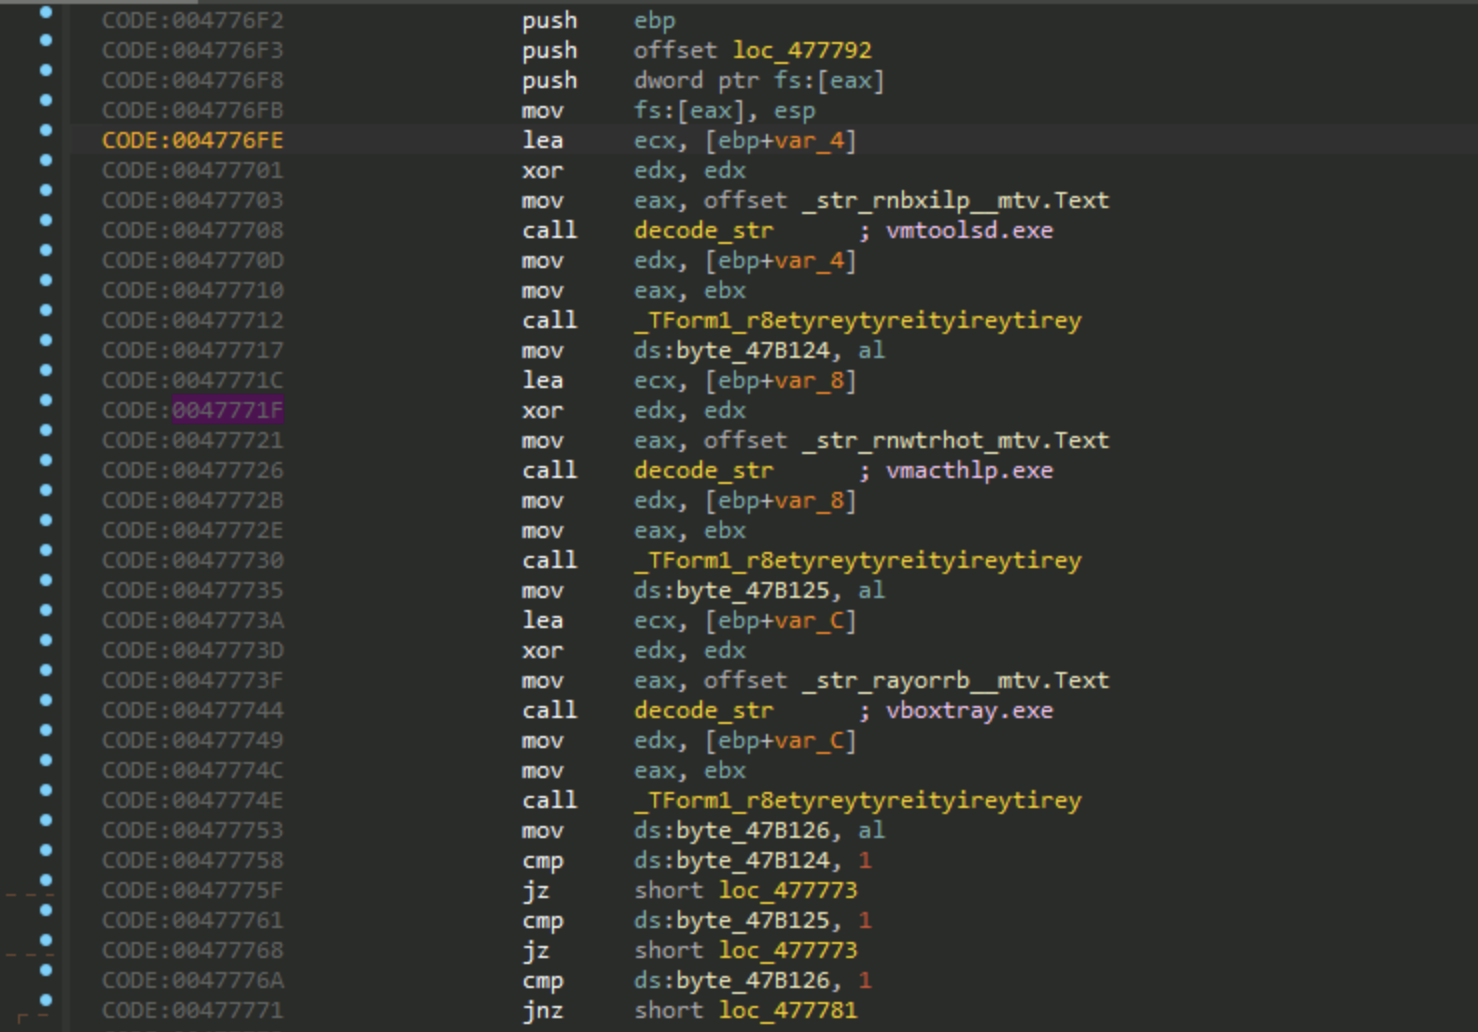 CODE:004776F2 push ebp
CODE:004776F3 push offset loc_477792
CODE:004776F8 push dword ptr fs:[eax]
CODE:004776FB mov fs:[eax], esp
CODE:004776FE lea ecx, [ebp+var_4]
CODE:00477701 xor edx, edx
CODE:00477703 mov eax, offset _str_rnbxilp__mtv.Text
CODE:00477708 call decode_str ; vmtoolsd.exe
CODE:0047770D mov edx, [ebp+var_4]
CODE:00477710 mov eax, ebx
CODE:00477712 call _TForm1_r8etyreytyreityireytirey
CODE:00477717 mov ds:byte_47B124, al
CODE:0047771C lea ecx, [ebp+var_8]
CODE:0047771F xor edx, edx
CODE:00477721 mov eax, offset _str_rnwtrhot_mtv.Text
CODE:00477726 call decode_str ; vmacthlp.exe
CODE:0047772B mov edx, [ebp+var_8]
CODE:0047772E mov eax, ebx
CODE:00477730 call _TForm1_r8etyreytyreityireytirey
CODE:00477735 mov ds:byte_47B125, al
CODE:0047773A lea ecx, [ebp+var_C]
CODE:0047773D xor edx, edx
CODE:0047773F mov eax, offset _str_rayorrb__mtv.Text
CODE:00477744 call decode_str ; vboxtray.exe
CODE:00477749 mov edx, [ebp+var_C]
CODE:0047774C mov eax, ebx
CODE:0047774E call _TForm1_r8etyreytyreityireytirey
CODE:00477753 mov ds:byte_47B126, al
CODE:00477758 cmp ds:byte_47B124, 1
CODE:0047775F jz short loc_477773
CODE:00477761 cmp ds:byte_47B125, 1
CODE:00477768 jz short loc_477773
CODE:0047776A cmp ds:byte_47B126, 1
CODE:00477771 jnz short loc_477781